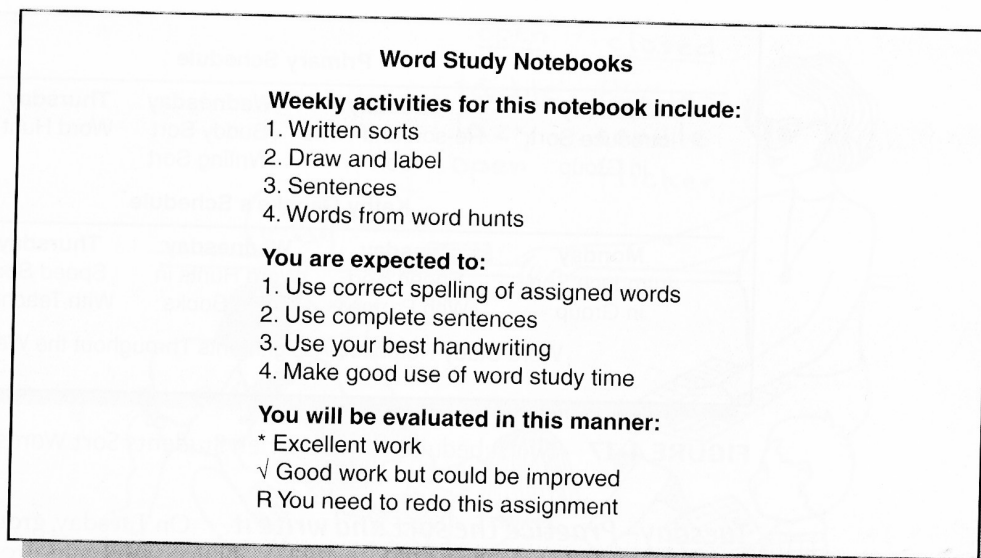 Word Study Notebooks
Weekly activities for this notebook include:
1. Written sorts
2. Draw and label
3. Sentences
4. Words from word hunts
You are expected to:
1. Use correct spelling of assigned words
2. Use complete sentences
3. Use your best handwriting
4. Make good use of word study time
You will be evaluated in this manner:
* Excellent work
√ Good work but could be improved
R You need to redo this assignment